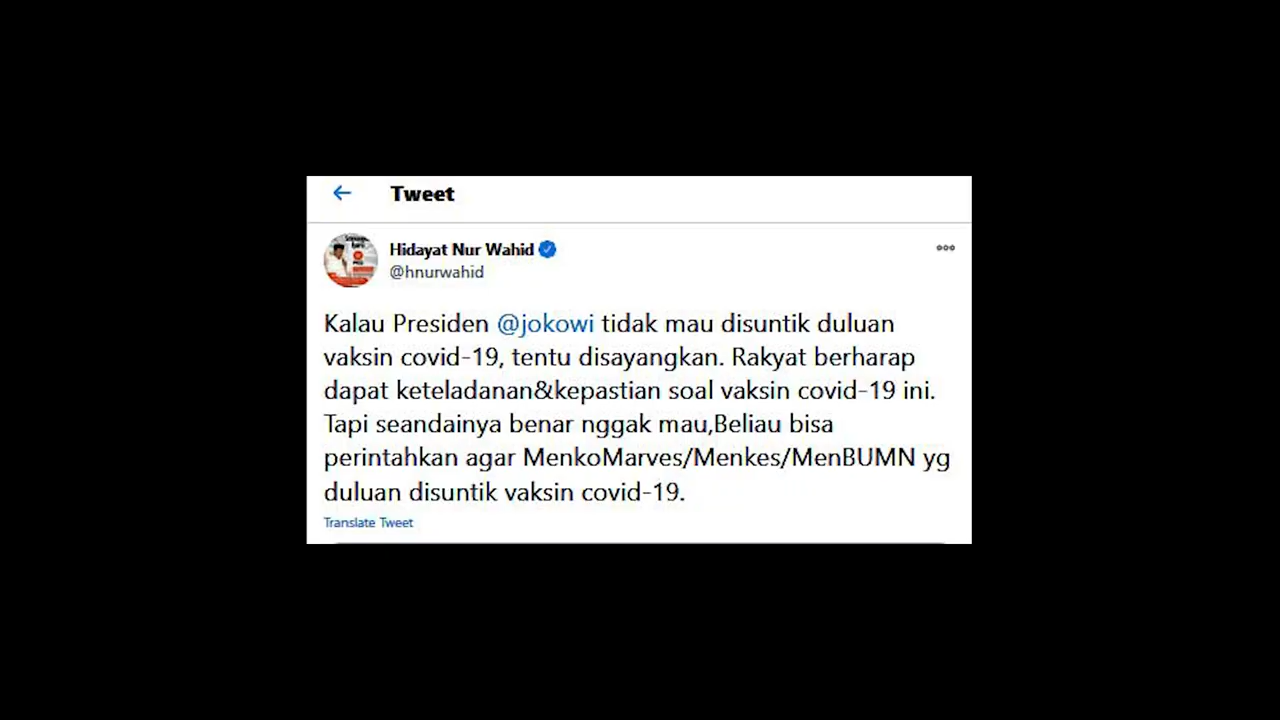 Tweet
Hidayat Nur Wahid
@hnurwahid
Kalau Presiden @jokowi tidak mau disuntik duluan
vaksin covid-19, tentu disayangkan. Rakyat berharap
dapat keteladanan&kepastian soal vaksin covid-19 ini.
Tapi seandainya benar nggak mau,Beliau bisa
perintahkan agar MenkoMarves/Menkes/MenBUMN yg
duluan disuntik vaksin covid-19.
Translate Tweet